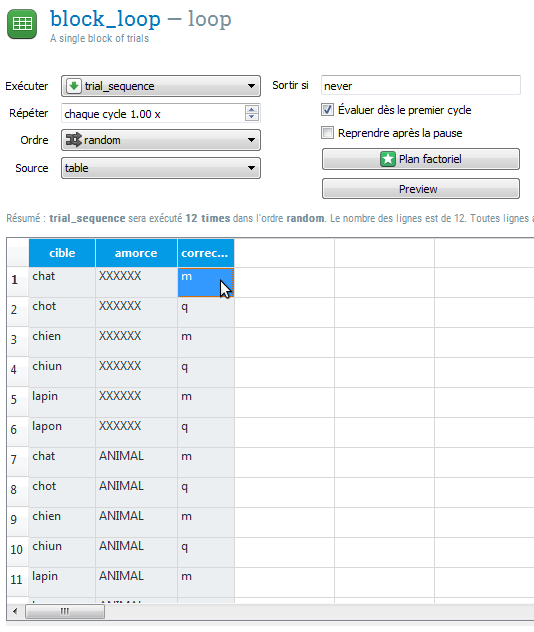 block_loop – loop
A single block of trials
Exécuter trial_sequence Sortir si never
Répéter chaque cycle 1.00 x Évaluer dès le premier cycle
Ordre random Reprendre après la pause
Source table Plan factoriel
Preview
Résumé : trial_sequence sera exécuté 12 times dans l'ordre random. Le nombre des lignes est de 12. Toutes lignes
cible amorce correc...
1 chat XXXXXX m
2 chot XXXXXX q
3 chien XXXXXX m
4 chiun XXXXXX q
5 lapin XXXXXX m
6 lapon XXXXXX q
7 chat ANIMAL m
8 chot ANIMAL q
9 chien ANIMAL m
10 chiun ANIMAL q
11 lapin ANIMAL m